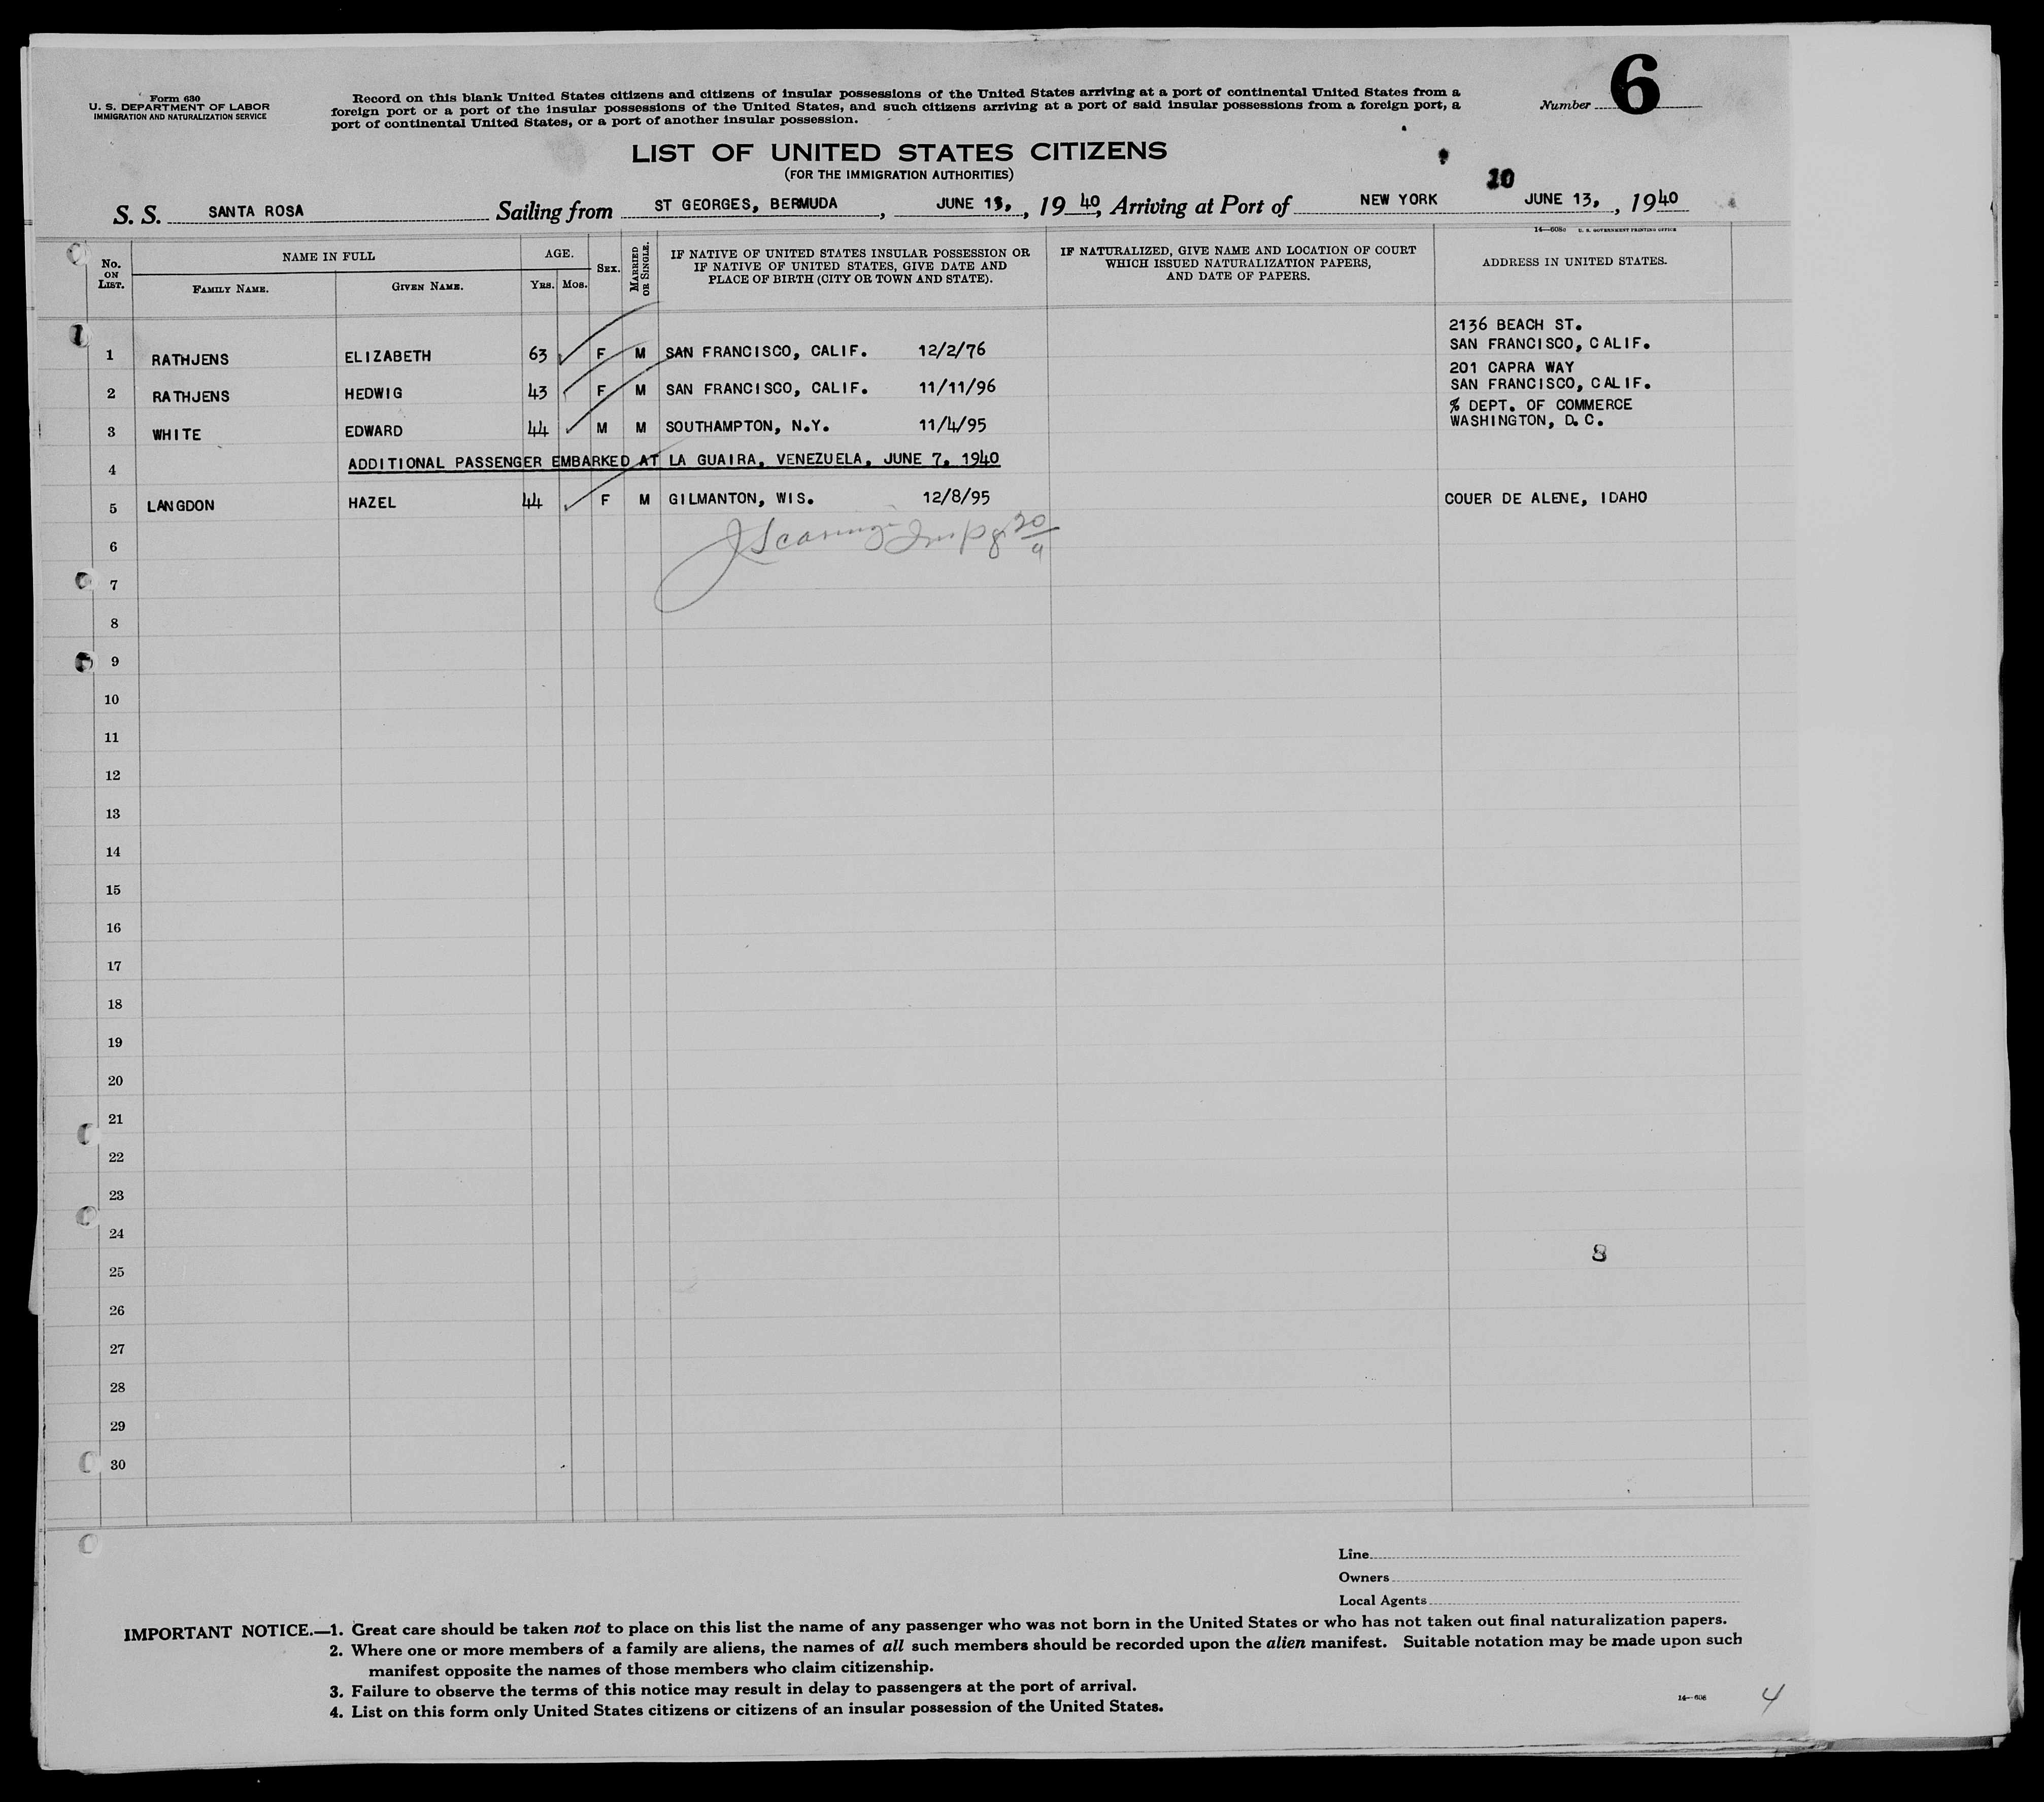 Form 630
U. S. DEPARTMENT OF LABOR
IMMIGRATION AND NATURALIZATION SERVICE
Record on this blank United States citizens and citizens of insular possessions of the United States arriving at a port of continental United States from a
foreign port or a port of the insular possessions of the United States, and such citizens arriving at a port of said insular possessions from a foreign port, a
port of continental United States, or a port of another insular possession.
Number 6
LIST OF UNITED STATES CITIZENS
(FOR THE IMMIGRATION AUTHORITIES)
10
S. S. SANTA ROSA Sailing from ST GEORGES, BERMUDA, JUNE , 19 40, Arriving at Port of NEW YORK JUNE 13, , 1940
14—608c U. S. GOVERNMENT PRINTING OFFICE
No. ON LIST. NAME IN FULL AGE. SEX. MARRIED OR SINGLE. IF NATIVE OF UNITED STATES INSULAR POSSESSION OR IF NATIVE OF UNITED STATES, GIVE DATE AND PLACE OF BIRTH (CITY OR TOWN AND STATE). IF NATURALIZED, GIVE NAME AND LOCATION OF COURT WHICH ISSUED NATURALIZATION PAPERS, AND DATE OF PAPERS. ADDRESS IN UNITED STATES.
FAMILY NAME. GIVEN NAME. YRS. MOS.
2136 BEACH ST.
1 RATHJENS ELIZABETH 63 F M SAN FRANCISCO, CALIF. 12/2/76 SAN FRANCISCO, CALIF.
201 CAPRA WAY
2 RATHJENS HEDWIG 43 F M SAN FRANCISCO, CALIF. 11/11/96 SAN FRANCISCO, CALIF.
% DEPT. OF COMMERCE
3 WHITE EDWARD 44 M M SOUTHAMPTON, N.Y. 11/4/95 WASHINGTON, D.C.
4 ADDITIONAL PASSENGER EMBARKED AT LA GUAIRA, VENEZUELA, JUNE 7, 1940
5 LANGDON HAZEL 44 F M GILMANTON, WIS. 12/8/95 COUER DE ALENE, IDAHO
6
7
8
9
10
11
12
13
14
15
16
17
18
19
20
21
22
23
24
8
25
26
27
28
29
30
Line
Owners
Local Agents
IMPORTANT NOTICE.—1. Great care should be taken not to place on this list the name of any passenger who was not born in the United States or who has not taken out final naturalization papers.
2. Where one or more members of a family are aliens, the names of all such members should be recorded upon the alien manifest. Suitable notation may be made upon such
manifest opposite the names of those members who claim citizenship.
3. Failure to observe the terms of this notice may result in delay to passengers at the port of arrival.
4. List on this form only United States citizens or citizens of an insular possession of the United States.
14—608
4